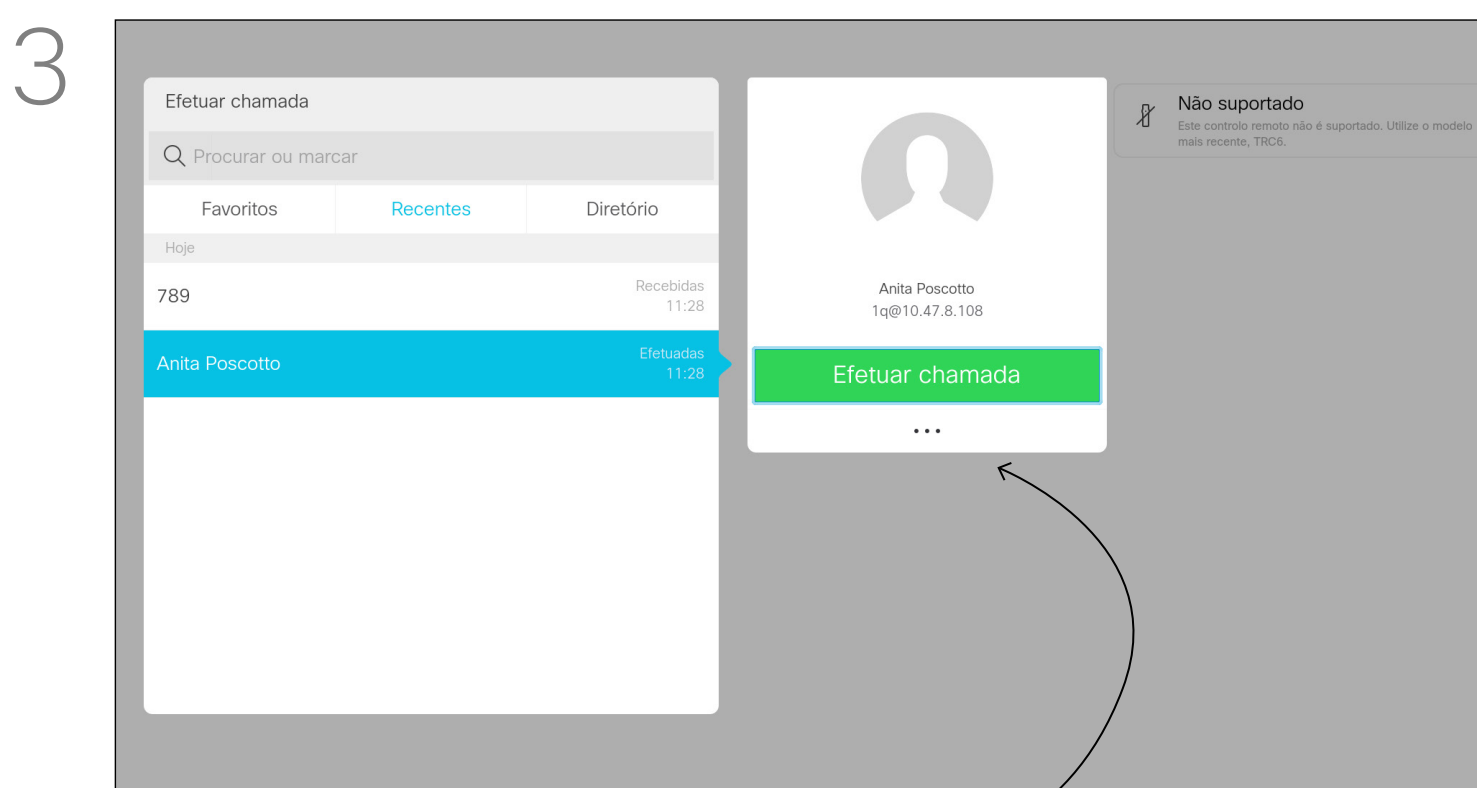 3
Efetuar chamada
Procurar ou marcar
Favoritos Recentes Diretório
Hoje
789
Recebidas
11:28
Anita Poscotto
Efetuadas
11:28
Anita Poscotto
1q@10.47.8.108
Efetuar chamada
...
Não suportado
Este controlo remoto não é suportado. Utilize o modelo
mais recente, TRC6.